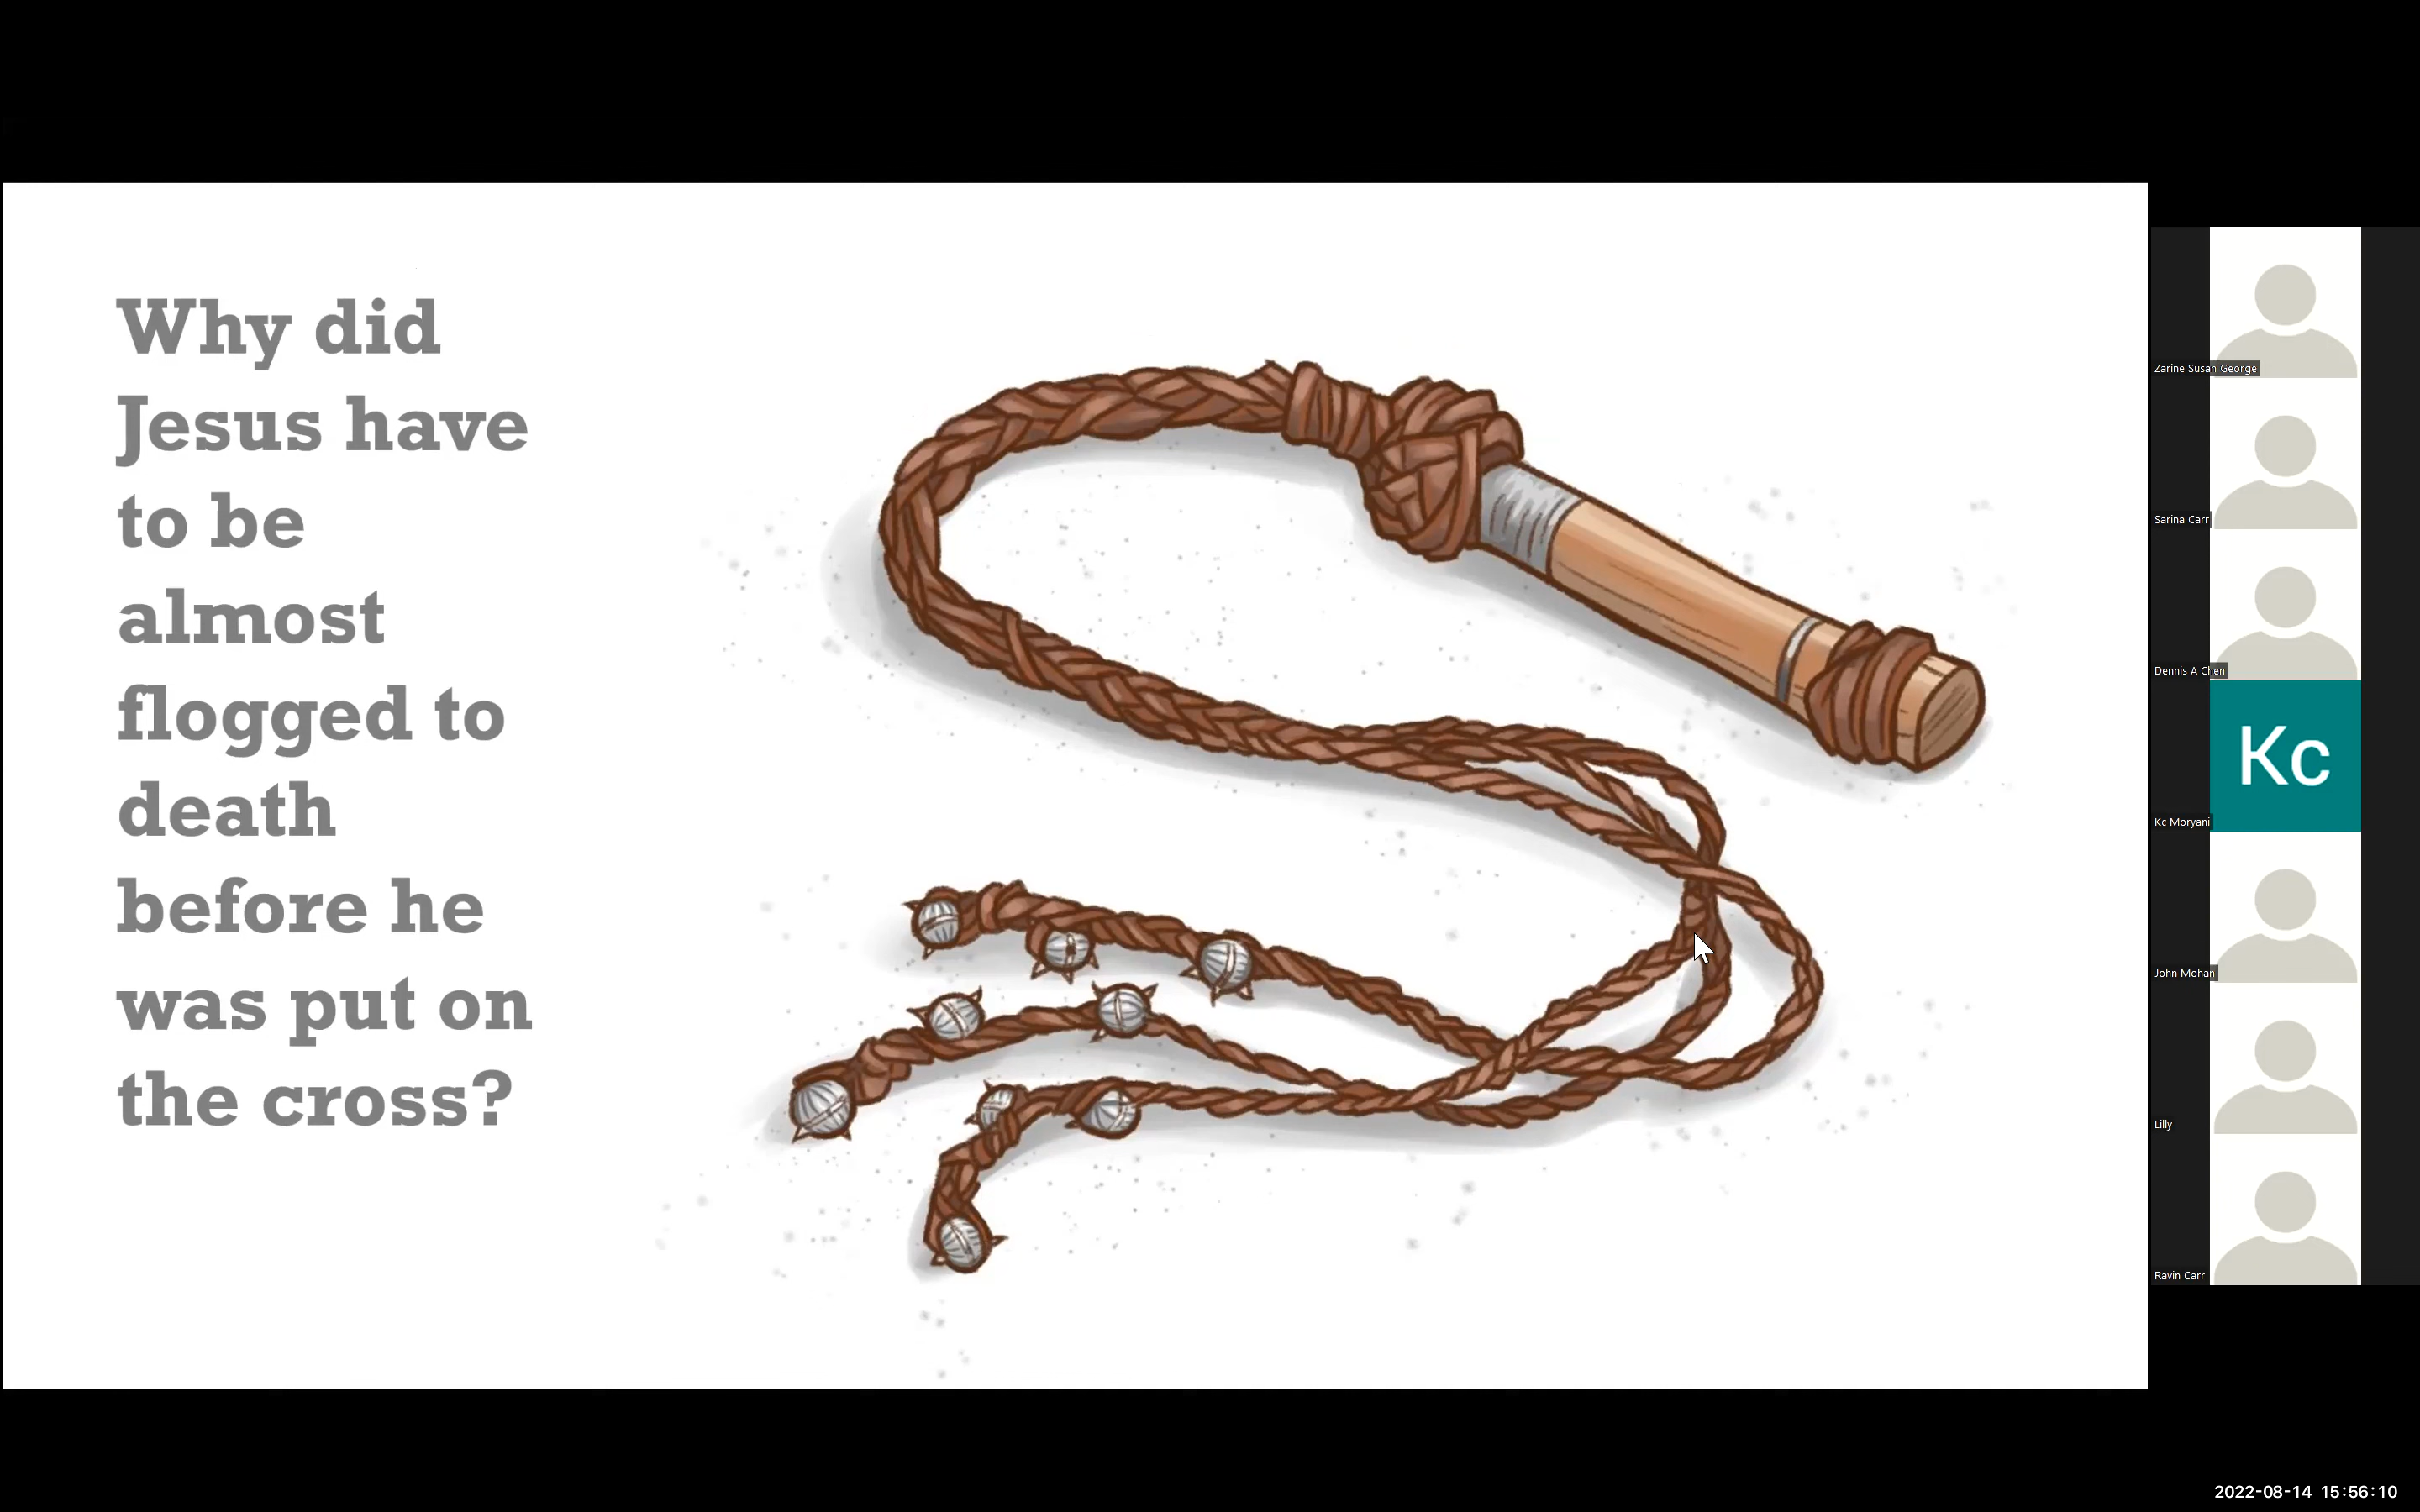 Why did
Jesus have
to be
almost
flogged to
death
before he
was put on
the cross?
Zarine Susan George
Sarina Carr
Dennis A Chen
Kc
Kc Moryani
John Mohan
Lilly
Ravin Carr
2022-08-14 15:56:10